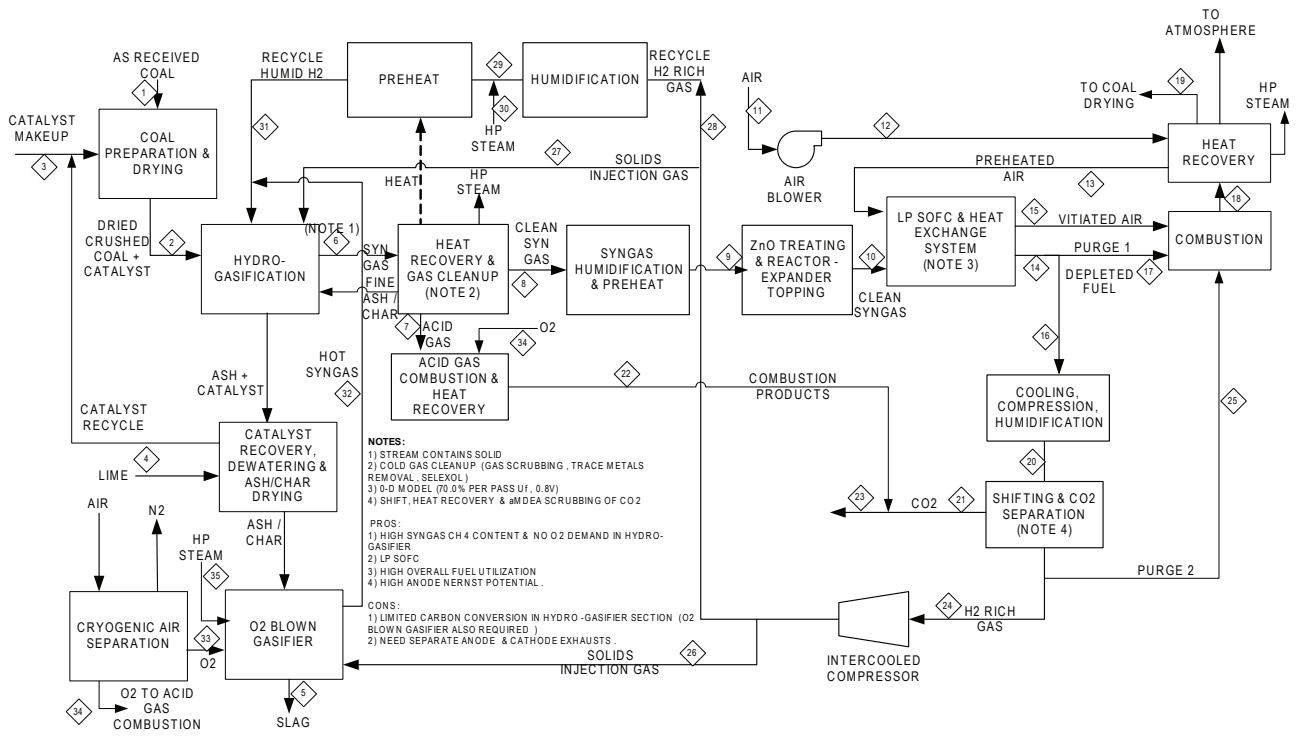 TO
ATMOSPHERE
AS RECEIVED
COAL
1
CATALYST
MAKEUP
3
COAL
PREPARATION &
DRYING
RECYCLE
HUMID H2
31
PREHEAT
29
30
HP
STEAM
HUMIDIFICATION
RECYCLE
H2 RICH
GAS
28
AIR
11
AIR
BLOWER
12
19
TO COAL
DRYING
HP
STEAM
HEAT
RECOVERY
27
SOLIDS
INJECTION GAS
PREHEATED
AIR
13
HEAT
HP
STEAM
DRIED
CRUSHED
COAL +
CATALYST
2
HYDRO-
GASIFICATION
(NOTE 1)
6
SYN
GAS
FINE
ASH /
CHAR
HEAT
RECOVERY &
GAS CLEANUP
(NOTE 2)
CLEAN
SYN
GAS
8
SYNGAS
HUMIDIFICATION
& PREHEAT
9
ZnO TREATING
& REACTOR -
EXPANDER
TOPPING
10
CLEAN
SYNGAS
LP SOFC & HEAT
EXCHANGE
SYSTEM
(NOTE 3)
15
VITIATED AIR
PURGE 1
14
DEPLETED
FUEL
17
18
COMBUSTION
7
ACID
GAS
O2
34
ACID GAS
COMBUSTION &
HEAT
RECOVERY
22
COMBUSTION
PRODUCTS
16
COOLING,
COMPRESSION,
HUMIDIFICATION
25
HOT
SYNGAS
32
ASH +
CATALYST
CATALYST
RECYCLE
CATALYST
RECOVERY,
DEWATERING &
ASH/CHAR
DRYING
LIME
4
20
23
CO2
21
SHIFTING & CO2
SEPARATION
(NOTE 4)
PURGE 2
NOTES:
1) STREAM CONTAINS SOLID
2) COLD GAS CLEANUP (GAS SCRUBBING , TRACE METALS
REMOVAL , SELEXOL )
3) 0-D MODEL (70.0% PER PASS Uf , 0.8V)
4) SHIFT, HEAT RECOVERY & aMDEA SCRUBBING OF CO 2
PROS:
1) HIGH SYNGAS CH 4 CONTENT & NO O2 DEMAND IN HYDRO-
GASIFIER
2) LP SOFC
3) HIGH OVERALL FUEL UTILIZATION
4) HIGH ANODE NERNST POTENTIAL .
CONS:
1) LIMITED CARBON CONVERSION IN HYDRO -GASIFIER SECTION (O2
BLOWN GASIFIER ALSO REQUIRED )
2) NEED SEPARATE ANODE & CATHODE EXHAUSTS .
AIR
N2
HP
STEAM
35
ASH /
CHAR
CRYOGENIC AIR
SEPARATION
33
O2
O2 BLOWN
GASIFIER
34
O2 TO ACID
GAS
COMBUSTION
5
SLAG
SOLIDS
INJECTION GAS
26
INTERCOOLED
COMPRESSOR
24
H2 RICH
GAS